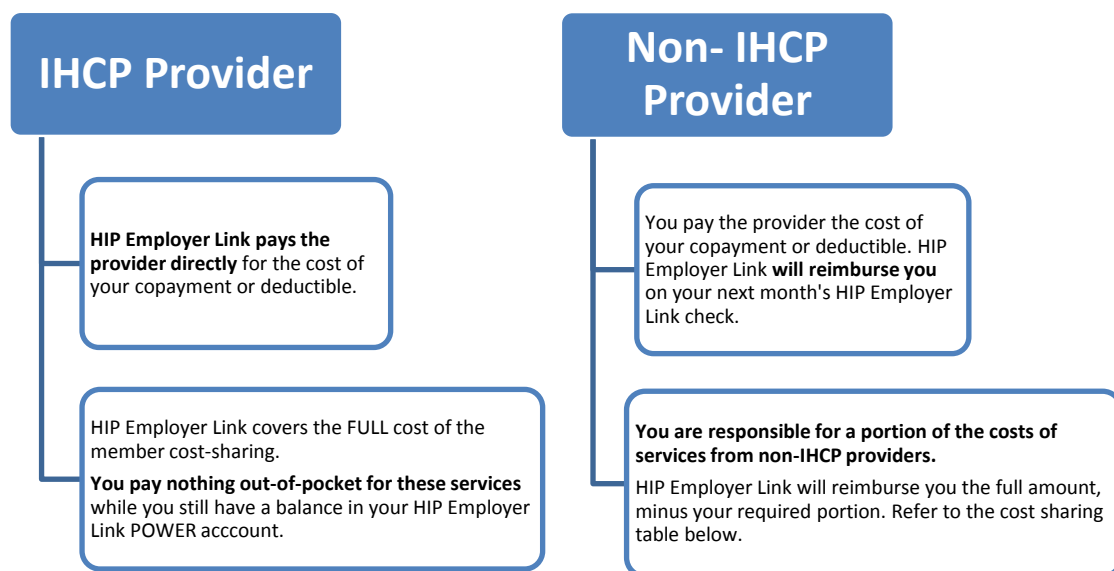 IHCP Provider
HIP Employer Link pays the
provider directly for the cost of
your copayment or deductible.
HIP Employer Link covers the FULL cost of the
member cost-sharing.
You pay nothing out-of-pocket for these services
while you still have a balance in your HIP Employer
Link POWER acccount.
Non- IHCP
Provider
You pay the provider the cost of
your copayment or deductible. HIP
Employer Link will reimburse you
on your next month's HIP Employer
Link check.
You are responsible for a portion of the costs of
services from non-IHCP providers.
HIP Employer Link will reimburse you the full amount,
minus your required portion. Refer to the cost sharing
table below.